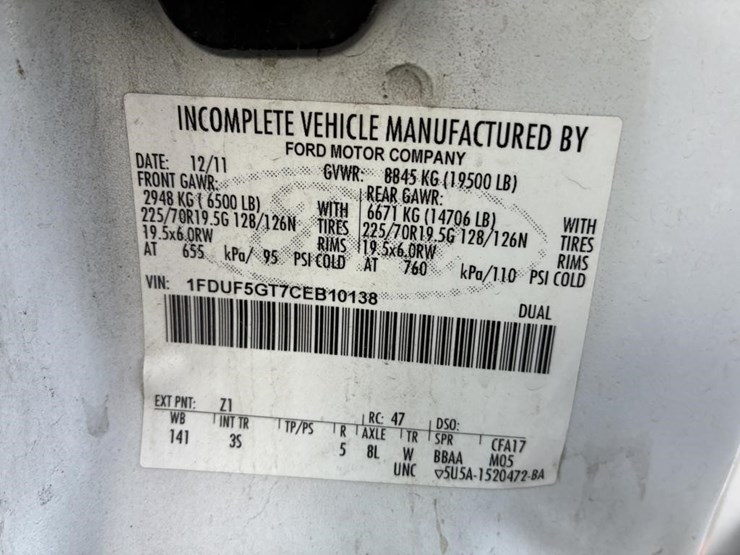 INCOMPLETE VEHICLE MANUFACTURED BY
FORD MOTOR COMPANY
DATE: 12/11 GVWR: 8845 KG (19500 LB)
FRONT GAWR: REAR GAWR:
2948 KG ( 6500 LB) WITH 6671 KG (14706 LB) WITH
225/70R19.5G 128/126N TIRES 225/70R19.5G 128/126N TIRES
19.5x6.0RW RIMS 19.5x6.0RW RIMS
AT 655 kPa/ 95 PSI COLD AT 760 kPa/110 PSI COLD
VIN: 1FDUF5GT7CEB10138 DUAL
EXT PNT: Z1 RC: 47 DSO:
WB INT TR TP/PS R AXLE TR SPR CFA17
141 3S 5 8L W BBAA M05
UNC ▽5U5A-1520472-BA